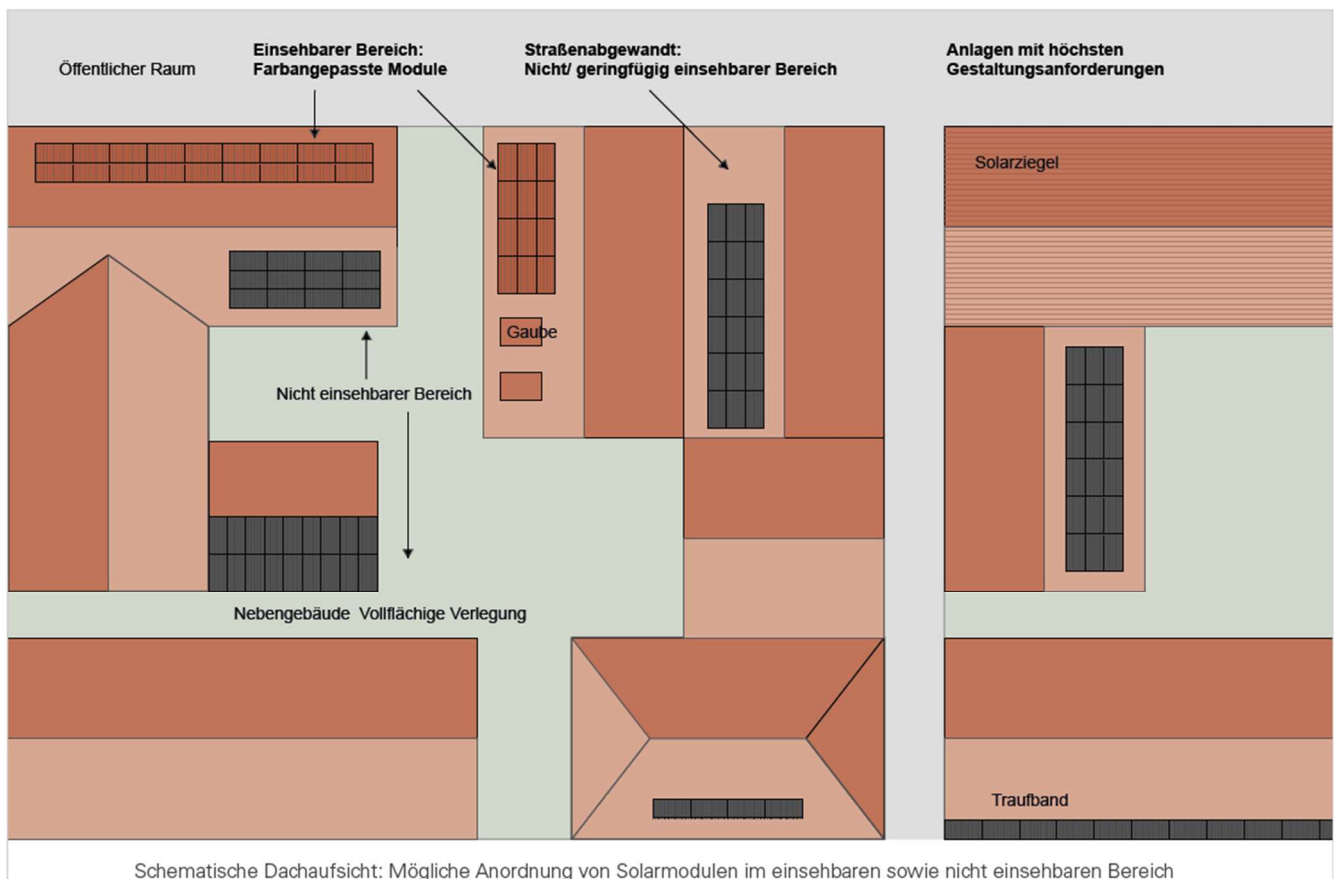 Öffentlicher Raum
Einsehbarer Bereich:
Farbangepasste Module
Straßenabgewandt:
Nicht/ geringfügig einsehbarer Bereich
Anlagen mit höchsten
Gestaltungsanforderungen
Solarziegel
Gaube
Nicht einsehbarer Bereich
Nebengebäude Vollflächige Verlegung
Traufband
Schematische Dachaufsicht: Mögliche Anordnung von Solarmodulen im einsehbaren sowie nicht einsehbaren Bereich